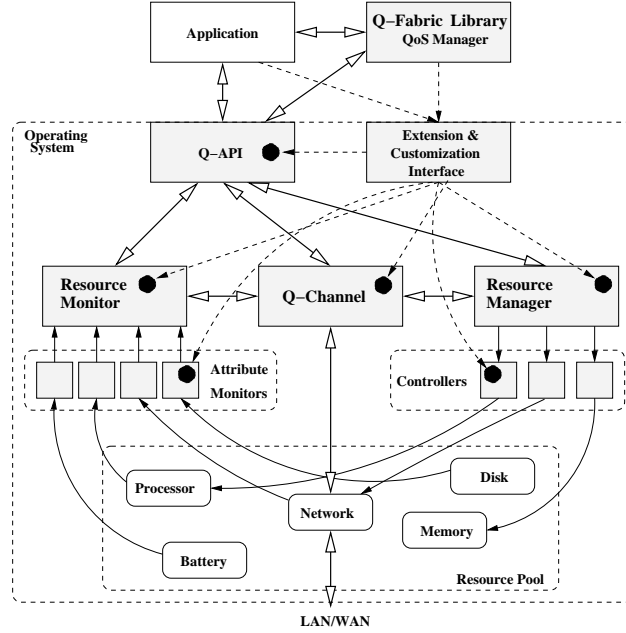 Application
Q−Fabric Library
QoS Manager
Operating
System
Q−API
Extension &
Customization
Interface
Resource
Monitor
Q−Channel
Resource
Manager
Attribute
Monitors
Controllers
Processor
Disk
Network
Memory
Battery
Resource Pool
LAN/WAN